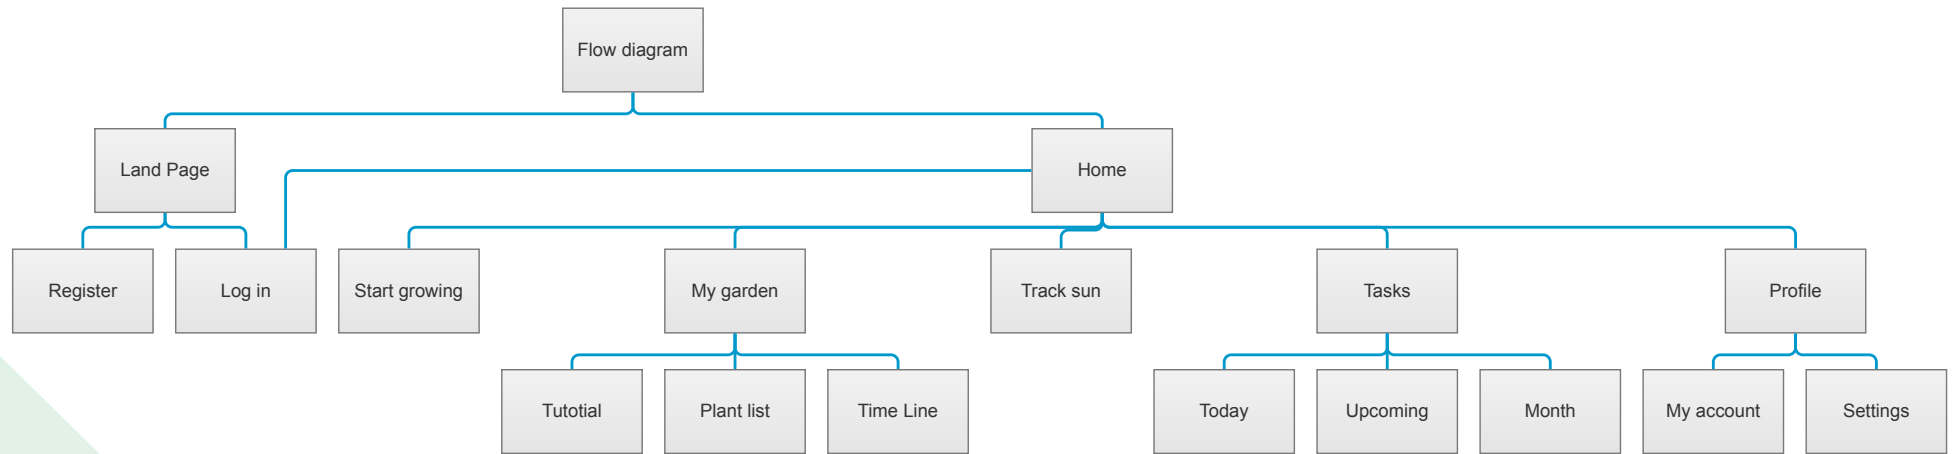 Flow diagram
Land Page
Home
Register
Log in
Start growing
My garden
Track sun
Tasks
Profile
Tutotial
Plant list
Time Line
Today
Upcoming
Month
My account
Settings